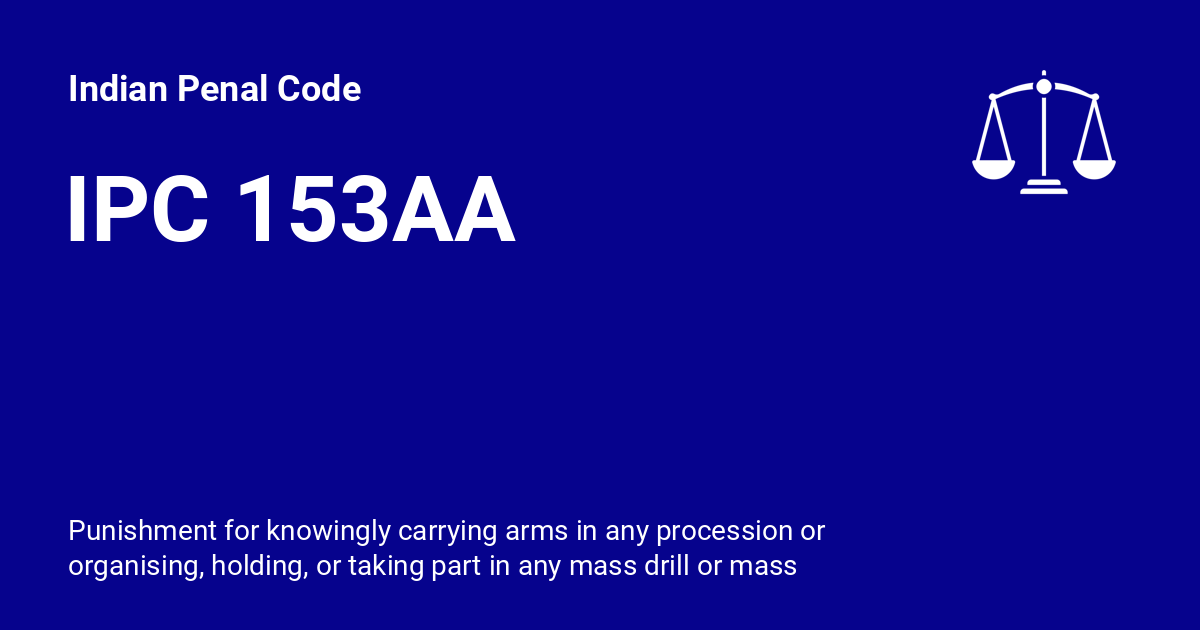 Indian Penal Code
IPC 153AA
Punishment for knowingly carrying arms in any procession or
organising, holding, or taking part in any mass drill or mass